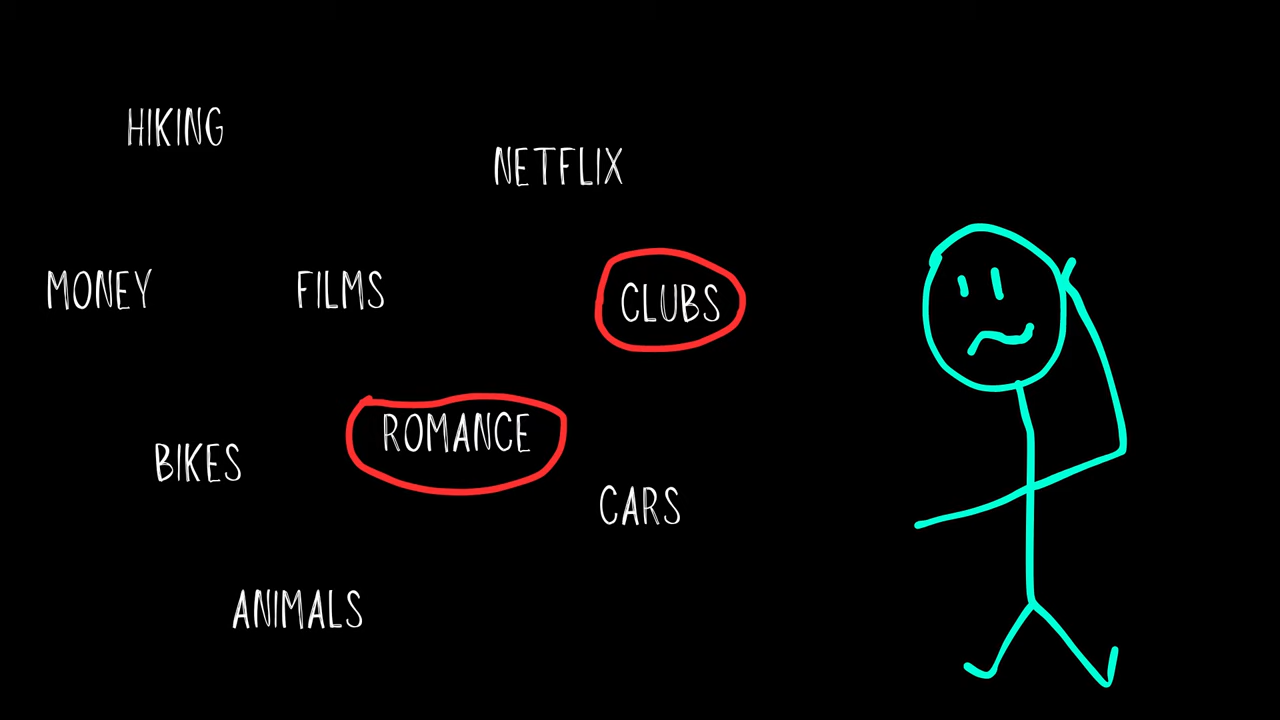 HIKING
NETFLIX
MONEY
FILMS
CLUBS
ROMANCE
BIKES
CARS
ANIMALS